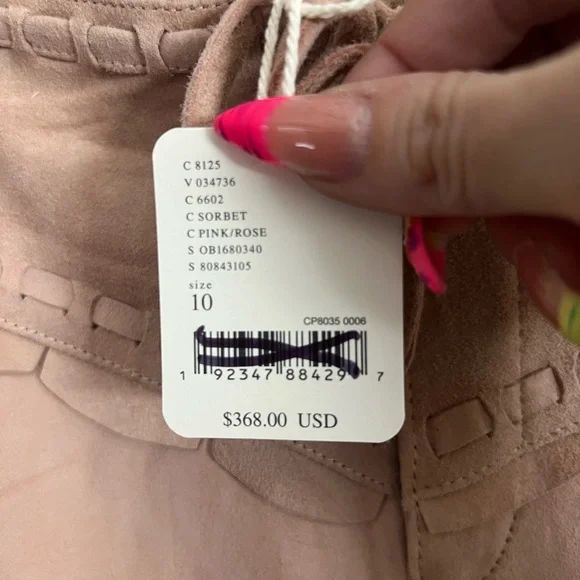 C 8125
V 034736
C 6602
C SORBET
C PINK/ROSE
S OB1680340
S 80843105
size
10
CP8035 0006
1 92347 88429 7
$368.00 USD